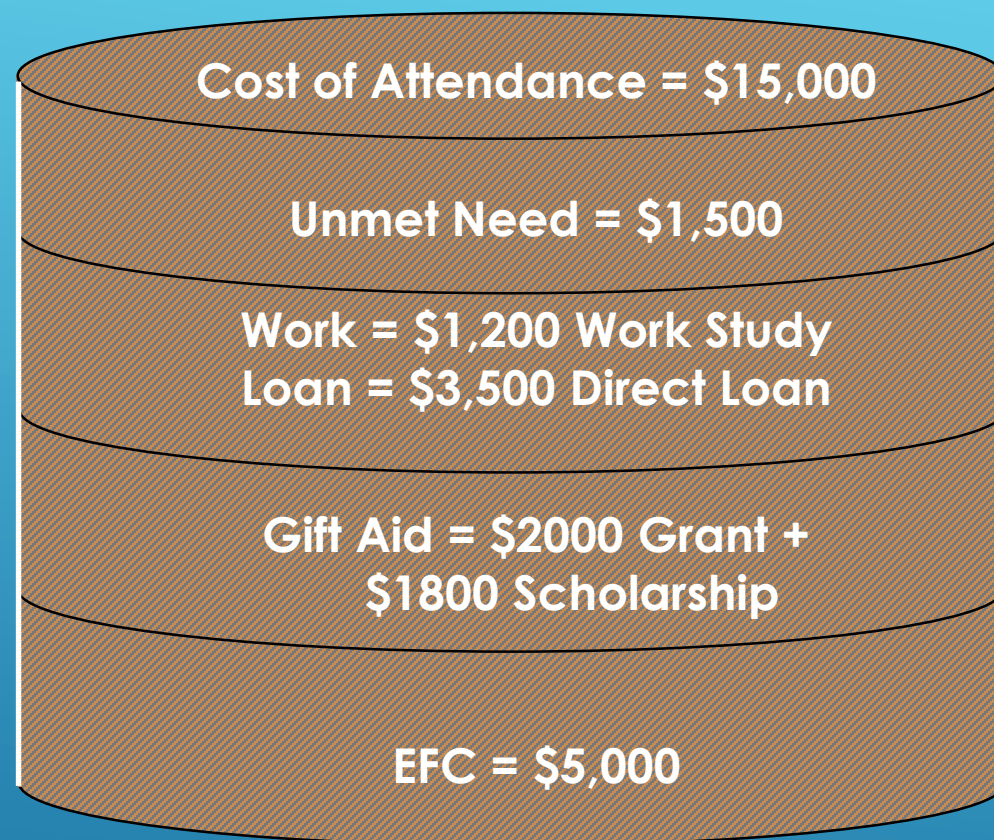 Cost of Attendance = $15,000
Unmet Need = $1,500
Work = $1,200 Work Study
Loan = $3,500 Direct Loan
Gift Aid = $2000 Grant +
$1800 Scholarship
EFC = $5,000